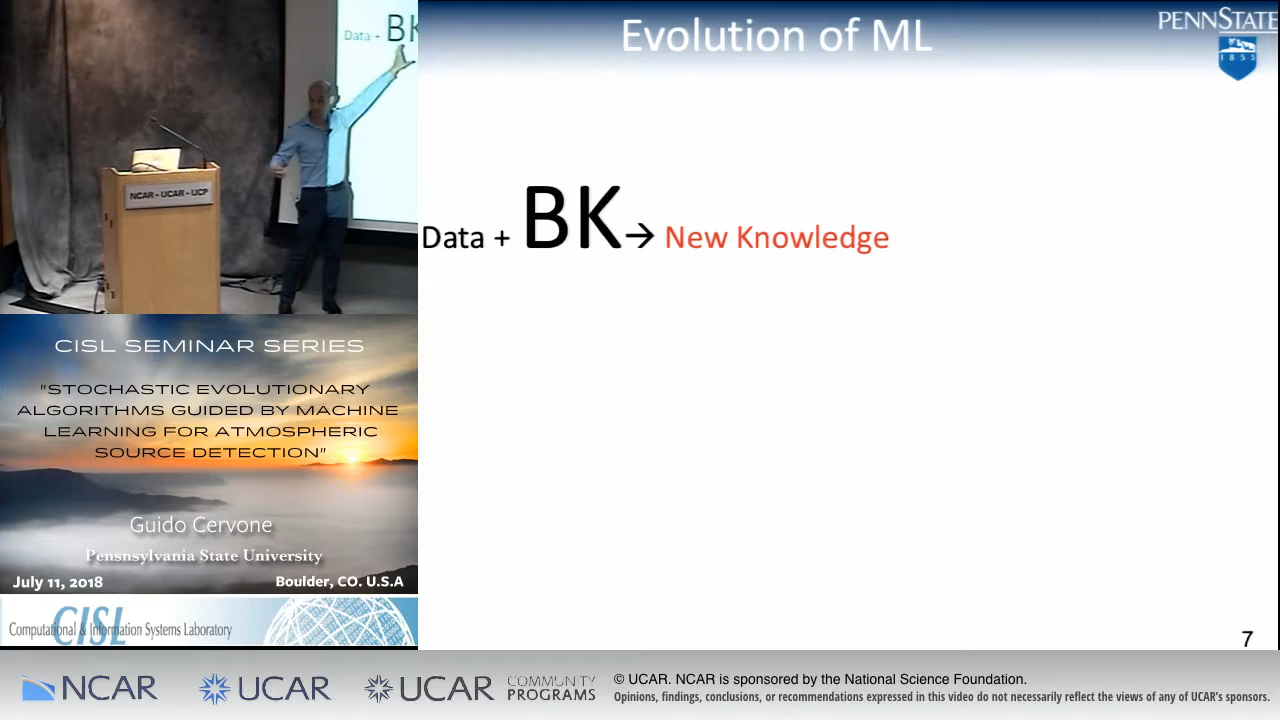 Data - BK
NCAR - UCAR - UCP
CISL SEMINAR SERIES
"STOCHASTIC EVOLUTIONARY
ALGORITHMS GUIDED BY MACHINE
LEARNING FOR ATMOSPHERIC
SOURCE DETECTION"
Guido Cervone
Pensnsylvania State University
July 11, 2018
Boulder, CO. U.S.A
CISL
Computational & Information Systems Laboratory
Evolution of ML
PENNSTATE
1855
Data + BK → New Knowledge
7
NCAR
UCAR
UCAR
COMMUNITY
PROGRAMS
© UCAR. NCAR is sponsored by the National Science Foundation.
Opinions, findings, conclusions, or recommendations expressed in this video do not necessarily reflect the views of any of UCAR's sponsors.